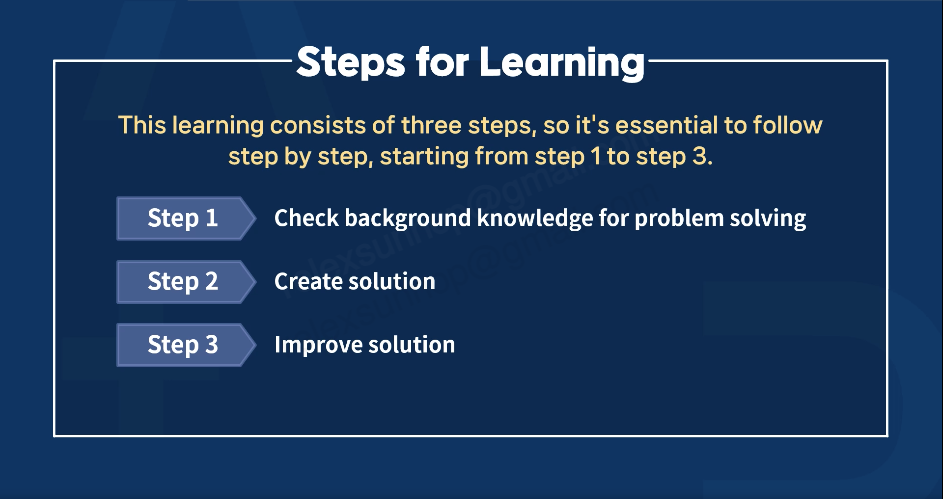 Steps for Learning
This learning consists of three steps, so it's essential to follow
step by step, starting from step 1 to step 3.
Step 1 Check background knowledge for problem solving
Step 2 Create solution
Step 3 Improve solution